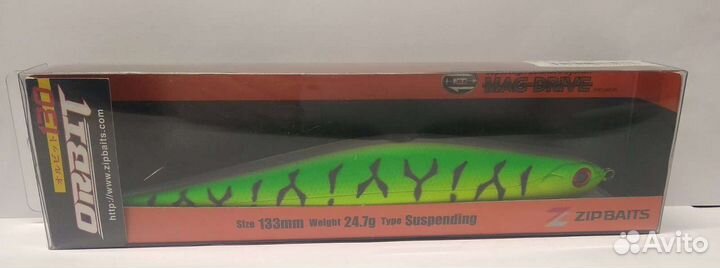 ORBIT
130
http://www.zipbaits.com
MAG-DRIVE
Size 133mm Weight 24.7g Type Suspending
ZIPBAITS
Avito